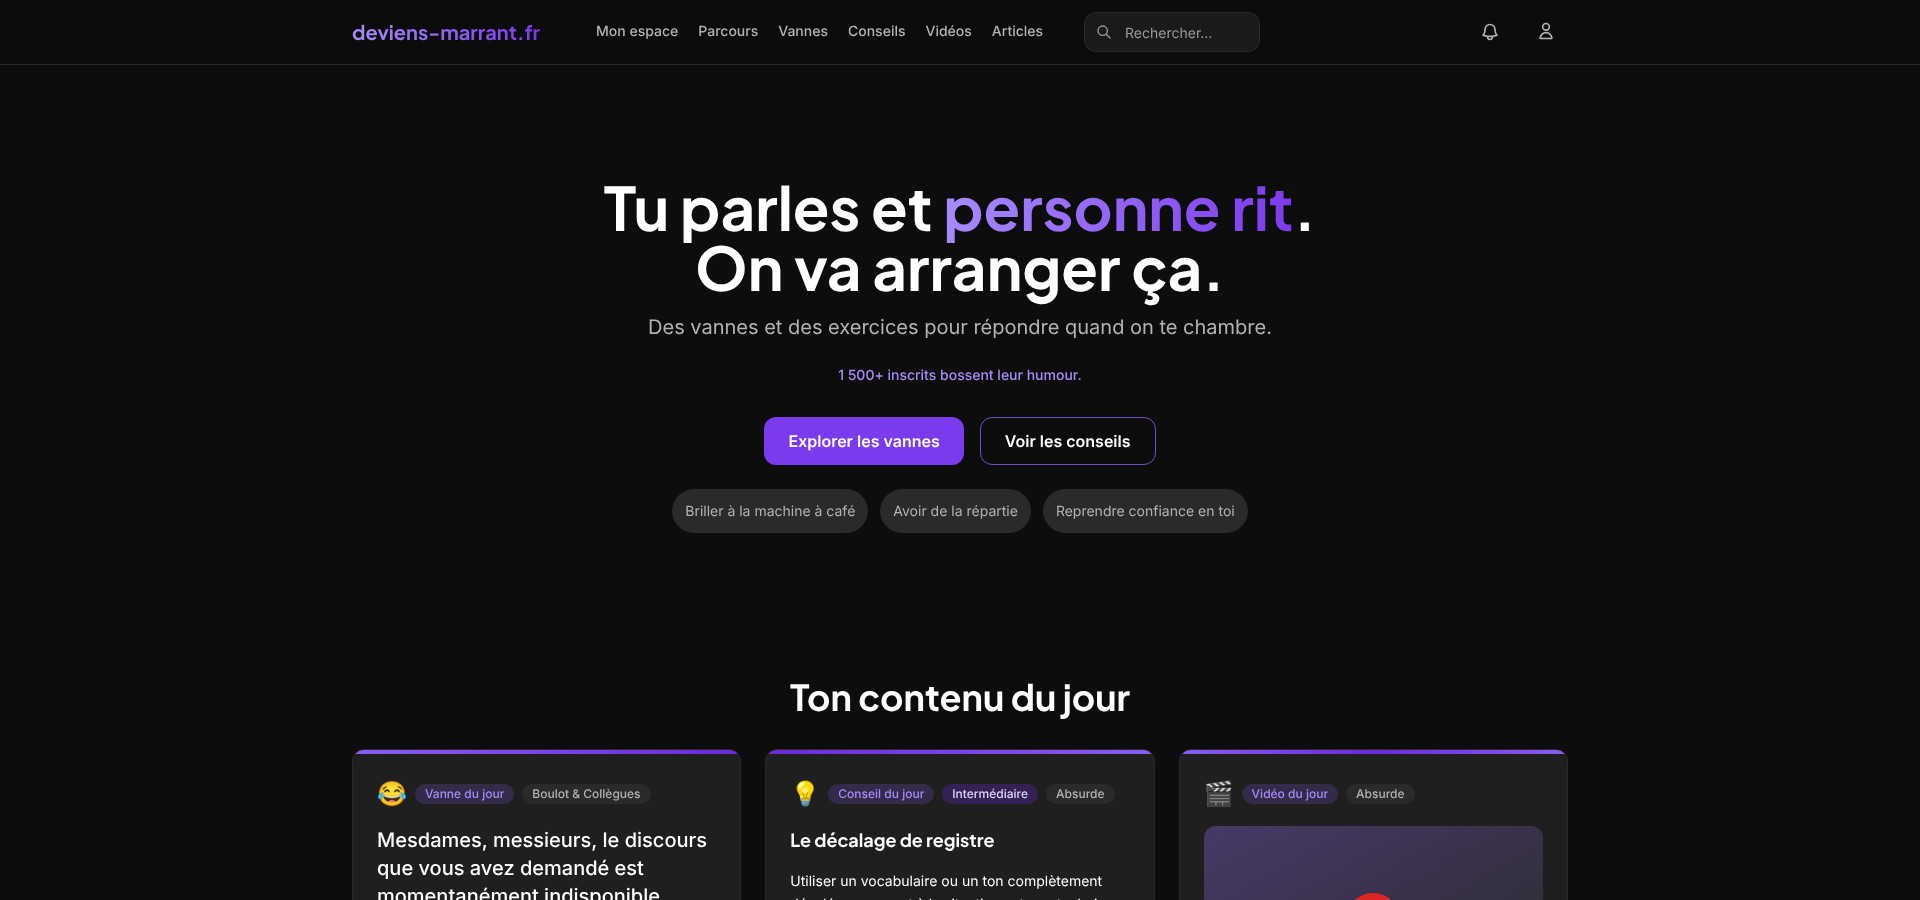 deviens-marrant.fr
Mon espace
Parcours
Vannes
Conseils
Vidéos
Articles
Rechercher...
Tu parles et personne rit.
On va arranger ça.
Des vannes et des exercices pour répondre quand on te chambre.
1 500+ inscrits bossent leur humour.
Explorer les vannes
Voir les conseils
Briller à la machine à café
Avoir de la répartie
Reprendre confiance en toi
Ton contenu du jour
Vanne du jour
Boulot & Collègues
Mesdames, messieurs, le discours
que vous avez demandé est
momentanément indisponible
Conseil du jour
Intermédiaire
Absurde
Le décalage de registre
Utiliser un vocabulaire ou un ton complètement
Vidéo du jour
Absurde